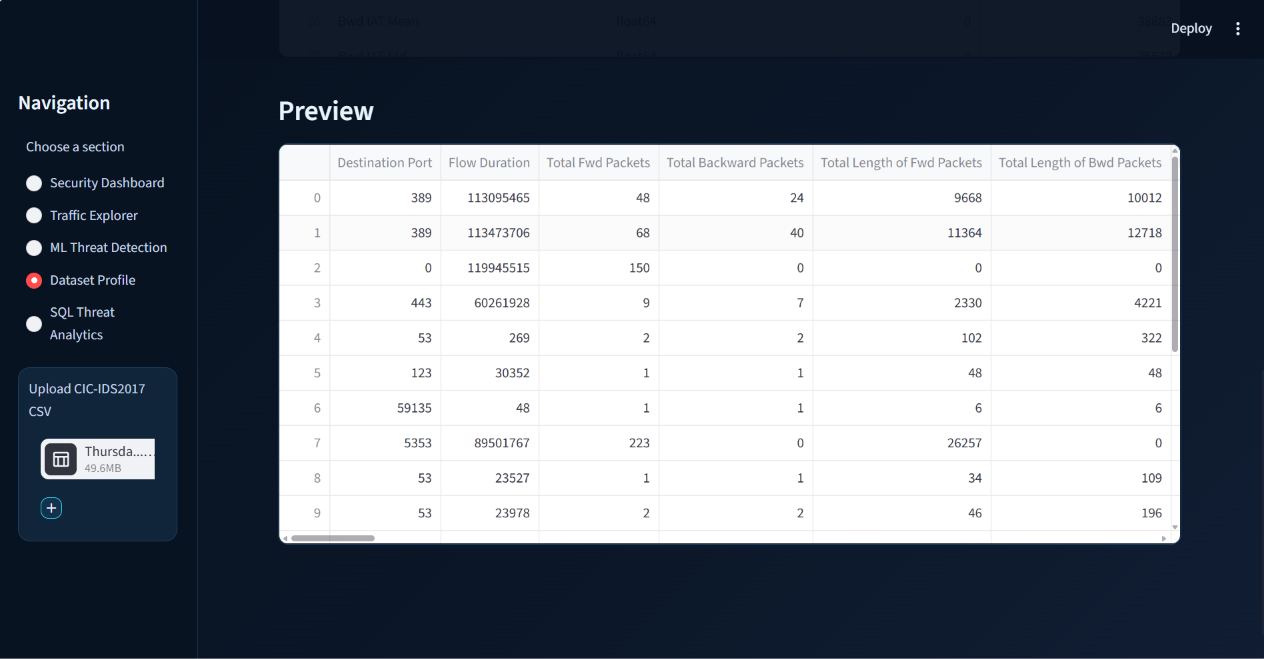 Deploy
Navigation
Choose a section
Security Dashboard
Traffic Explorer
ML Threat Detection
Dataset Profile
SQL Threat
Analytics
Upload CIC-IDS2017
CSV
Thursda......
49.6MB
Preview
Destination Port Flow Duration Total Fwd Packets Total Backward Packets Total Length of Fwd Packets Total Length of Bwd Packets
0 389 113095465 48 24 9668 10012
1 389 113473706 68 40 11364 12718
2 0 119945515 150 0 0 0
3 443 60261928 9 7 2330 4221
4 53 269 2 2 102 322
5 123 30352 1 1 48 48
6 59135 48 1 1 6 6
7 5353 89501767 223 0 26257 0
8 53 23527 1 1 34 109
9 53 23978 2 2 46 196